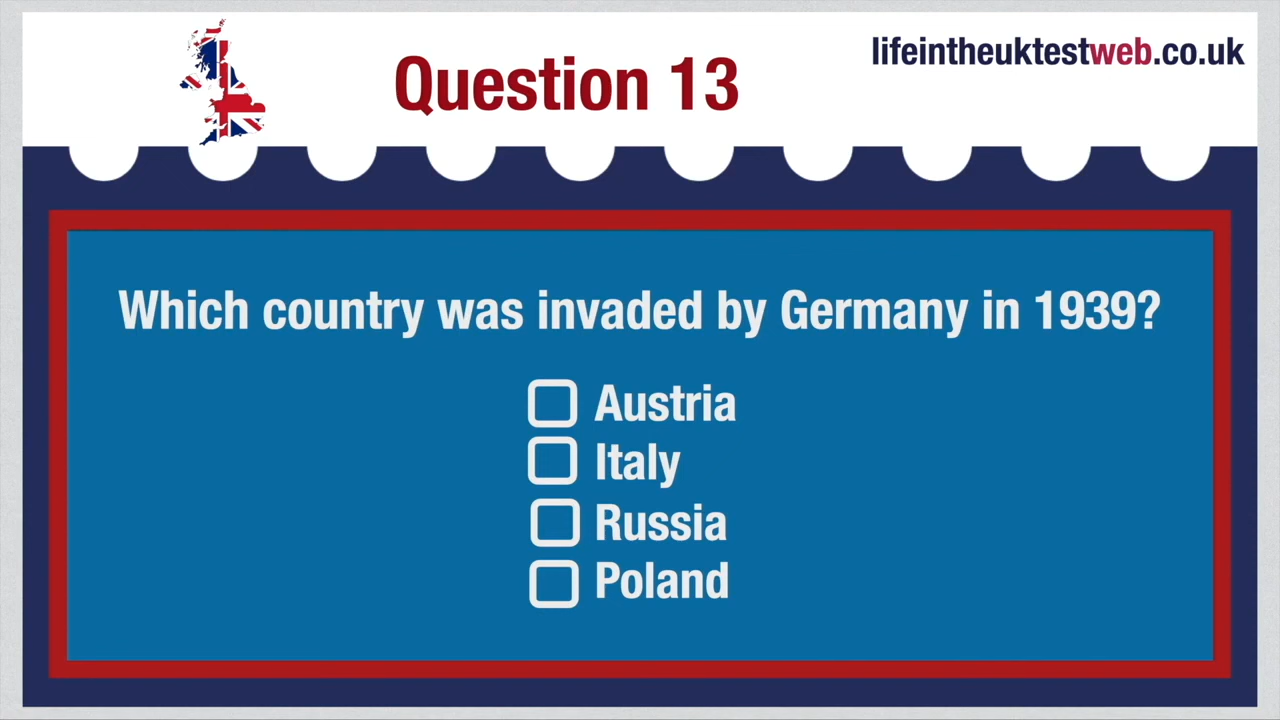 Question 13
lifeintheuktestweb.co.uk
Which country was invaded by Germany in 1939?
Austria
Italy
Russia
Poland